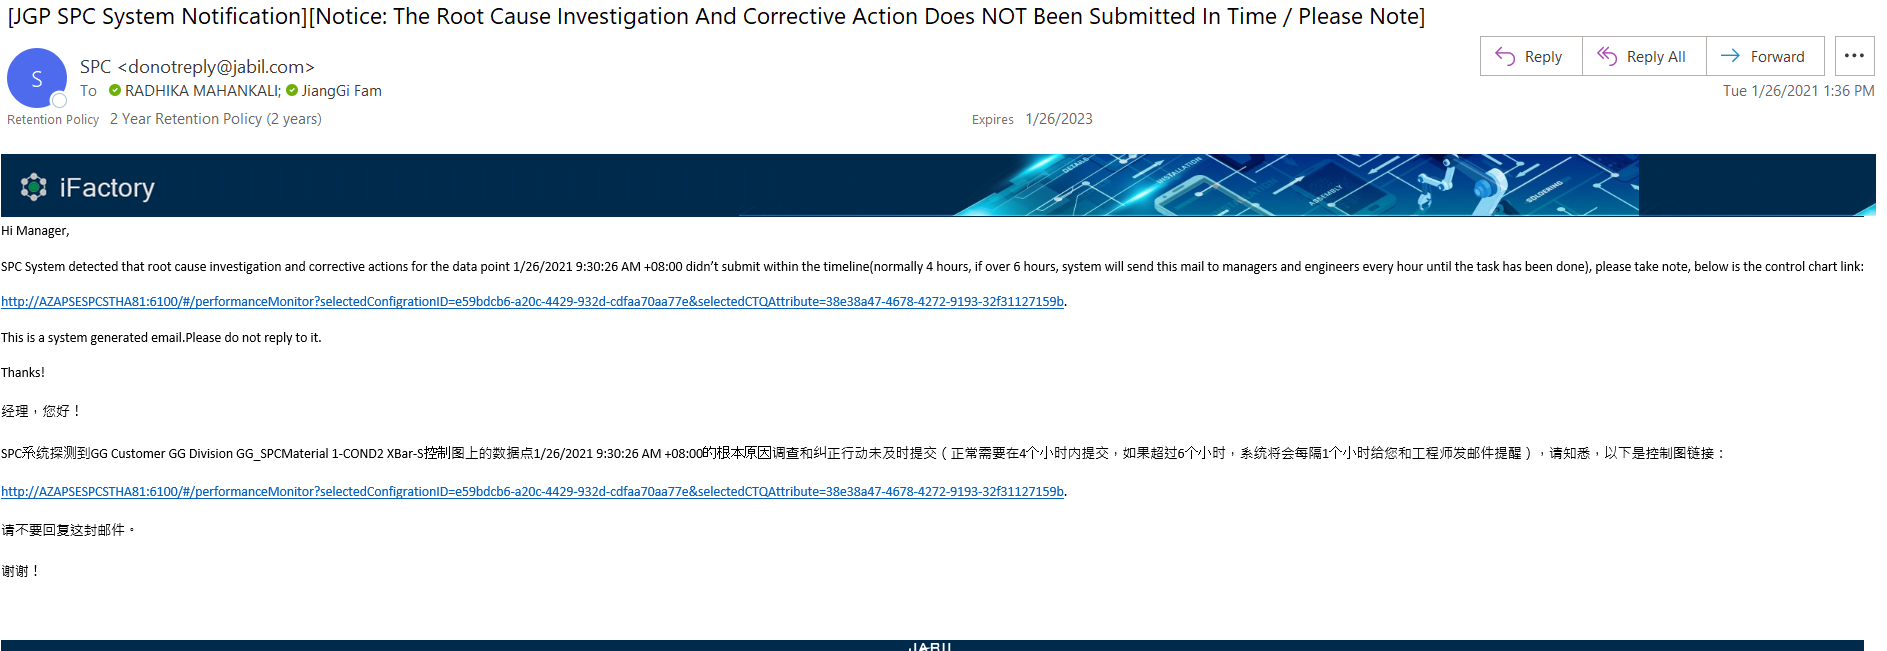 [JGP SPC System Notification][Notice: The Root Cause Investigation And Corrective Action Does NOT Been Submitted In Time / Please Note]
S
SPC <donotreply@jabil.com>
To RADHIKA MAHANKALI; JiangGi Fam
Reply
Reply All
Forward
Tue 1/26/2021 1:36 PM
Retention Policy 2 Year Retention Policy (2 years)
Expires 1/26/2023
iFactory
DETAILS
INSTALLATION
ASSEMBLY
SOLDERING
Hi Manager,
SPC System detected that root cause investigation and corrective actions for the data point 1/26/2021 9:30:26 AM +08:00 didn't submit within the timeline(normally 4 hours, if over 6 hours, system will send this mail to managers and engineers every hour until the task has been done), please take note, below is the control chart link:
http://AZAPSESPCSTHA81:6100/#/performanceMonitor?selectedConfigrationID=e59bdcb6-a20c-4429-932d-cdfaa70aa77e&selectedCTQAttribute=38e38a47-4678-4272-9193-32f31127159b.
This is a system generated email.Please do not reply to it.
Thanks!
经理，您好！
SPC系统探测到GG Customer GG Division GG_SPCMaterial 1-COND2 XBar-S控制图上的数据点1/26/2021 9:30:26 AM +08:00的根本原因调查和纠正行动未及时提交（正常需要在4个小时内提交，如果超过6个小时，系统将会每隔1个小时给您和工程师发邮件提醒），请知悉，以下是控制图链接：
http://AZAPSESPCSTHA81:6100/#/performanceMonitor?selectedConfigrationID=e59bdcb6-a20c-4429-932d-cdfaa70aa77e&selectedCTQAttribute=38e38a47-4678-4272-9193-32f31127159b.
请不要回复这封邮件。
谢谢！
JABIL